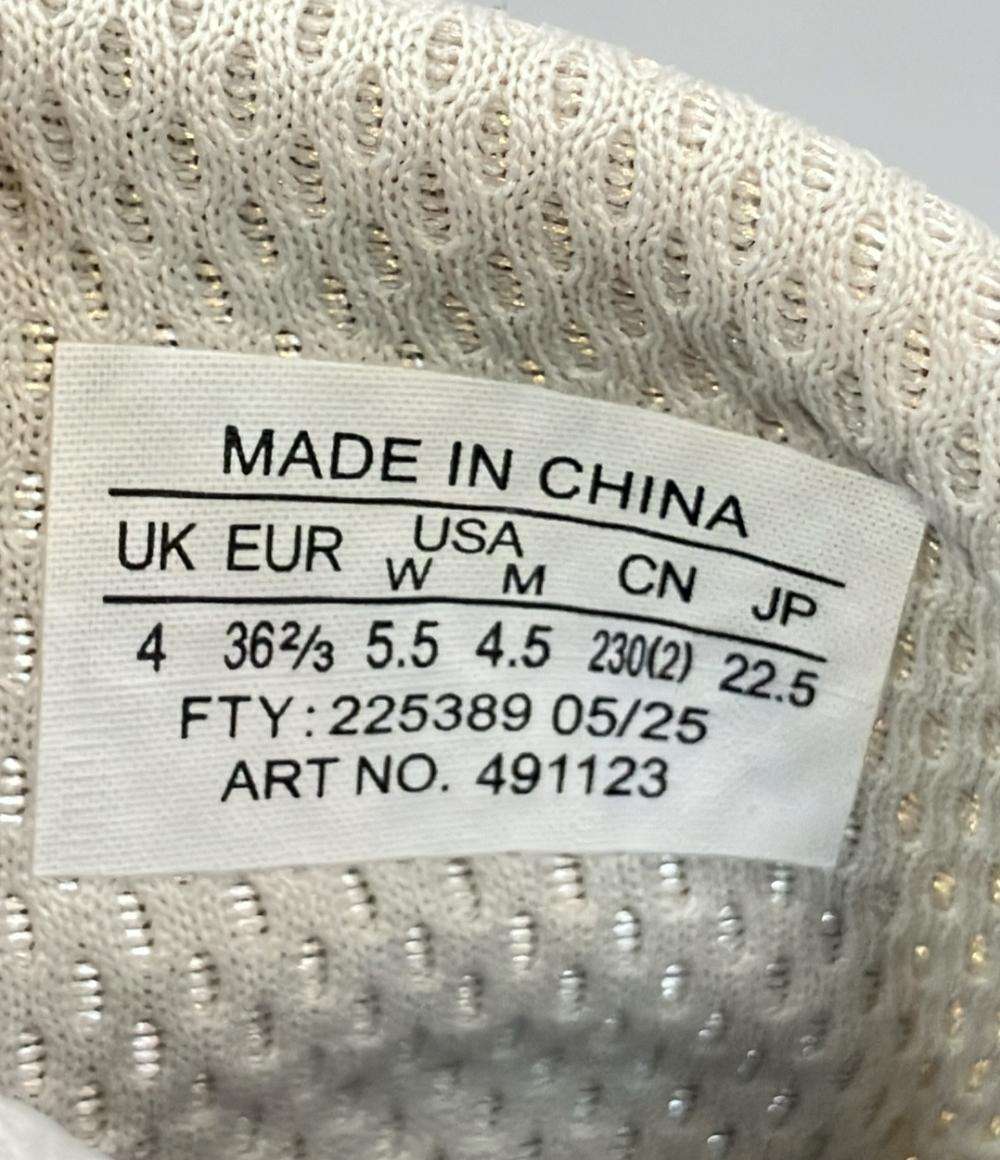 MADE IN CHINA
UK EUR USA CN JP
W M
4 36⅔ 5.5 4.5 230(2) 22.5
FTY: 225389 05/25
ART NO. 491123